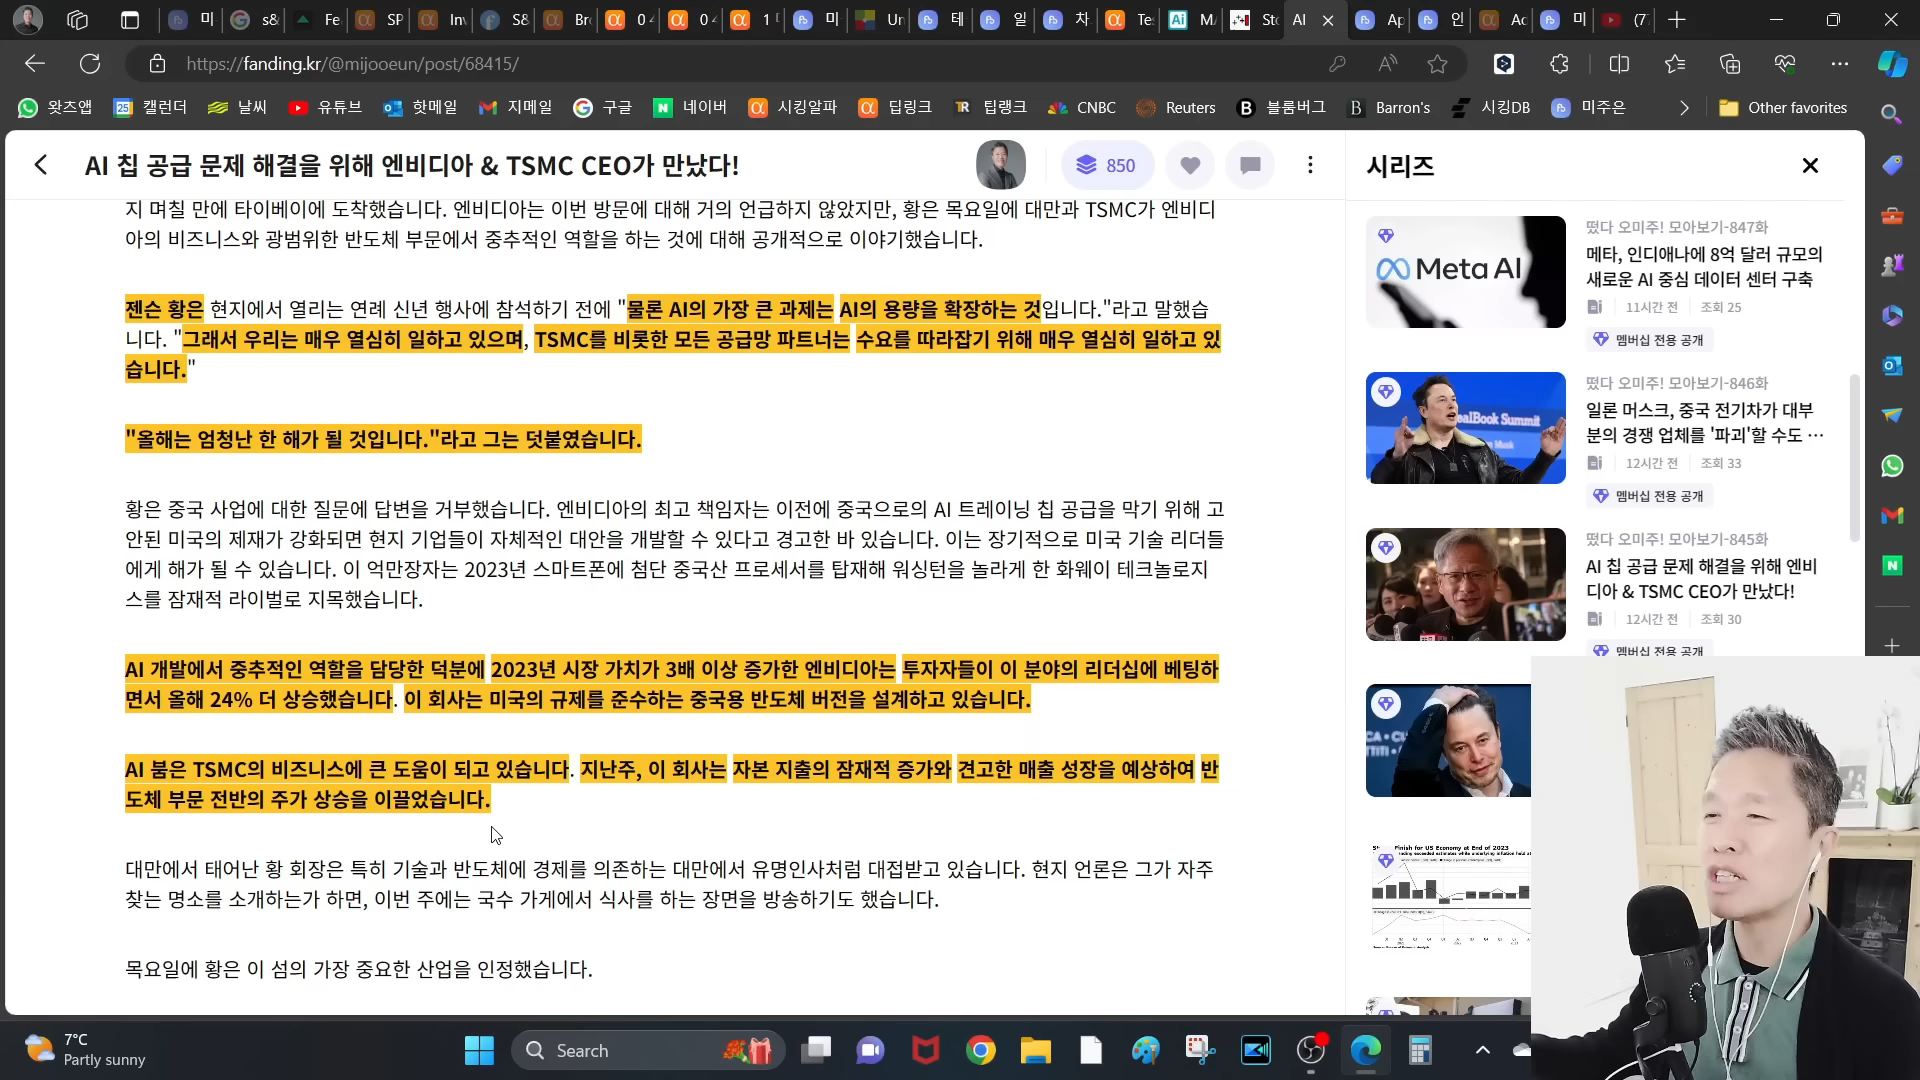 미
s&
Fe
SP
Inv
S&
Bro
0 4
0 4
1 
미
Un
테
일
차
Te:
Ai
M/
Sto
AI
Ap
인
Ac
미
(7
https://fanding.kr/@mijooeun/post/68415/
왓츠앱
25
캘린더
날씨
유튜브
핫메일
지메일
구글
네이버
시킹알파
딥링크
팁랭크
CNBC
Reuters
블룸버그
Barron's
시킹DB
미주은
Other favorites
AI 칩 공급 문제 해결을 위해 엔비디아 & TSMC CEO가 만났다!
850
시리즈
지 며칠 만에 타이베이에 도착했습니다. 엔비디아는 이번 방문에 대해 거의 언급하지 않았지만, 황은 목요일에 대만과 TSMC가 엔비디
아의 비즈니스와 광범위한 반도체 부문에서 중추적인 역할을 하는 것에 대해 공개적으로 이야기했습니다.
젠슨 황은 현지에서 열리는 연례 신년 행사에 참석하기 전에 "물론 AI의 가장 큰 과제는 AI의 용량을 확장하는 것입니다."라고 말했습
니다. "그래서 우리는 매우 열심히 일하고 있으며, TSMC를 비롯한 모든 공급망 파트너는 수요를 따라잡기 위해 매우 열심히 일하고 있
습니다."
"올해는 엄청난 한 해가 될 것입니다."라고 그는 덧붙였습니다.
황은 중국 사업에 대한 질문에 답변을 거부했습니다. 엔비디아의 최고 책임자는 이전에 중국으로의 AI 트레이닝 칩 공급을 막기 위해 고
안된 미국의 제재가 강화되면 현지 기업들이 자체적인 대안을 개발할 수 있다고 경고한 바 있습니다. 이는 장기적으로 미국 기술 리더들
에게 해가 될 수 있습니다. 이 억만장자는 2023년 스마트폰에 첨단 중국산 프로세서를 탑재해 워싱턴을 놀라게 한 화웨이 테크놀로지
스를 잠재적 라이벌로 지목했습니다.
AI 개발에서 중추적인 역할을 담당한 덕분에 2023년 시장 가치가 3배 이상 증가한 엔비디아는 투자자들이 이 분야의 리더십에 베팅하
면서 올해 24% 더 상승했습니다. 이 회사는 미국의 규제를 준수하는 중국용 반도체 버전을 설계하고 있습니다.
AI 붐은 TSMC의 비즈니스에 큰 도움이 되고 있습니다. 지난주, 이 회사는 자본 지출의 잠재적 증가와 견고한 매출 성장을 예상하여 반
도체 부문 전반의 주가 상승을 이끌었습니다.
대만에서 태어난 황 회장은 특히 기술과 반도체에 경제를 의존하는 대만에서 유명인사처럼 대접받고 있습니다. 현지 언론은 그가 자주
찾는 명소를 소개하는가 하면, 이번 주에는 국수 가게에서 식사를 하는 장면을 방송하기도 했습니다.
목요일에 황은 이 섬의 가장 중요한 산업을 인정했습니다.
Meta AI
떴다 오미주! 모아보기-847화
메타, 인디애나에 8억 달러 규모의
새로운 AI 중심 데이터 센터 구축
11시간 전
조회 25
멤버십 전용 공개
ealBook Summit
떴다 오미주! 모아보기-846화
일론 머스크, 중국 전기차가 대부
분의 경쟁 업체를 '파괴'할 수도 …
12시간 전
조회 33
멤버십 전용 공개
떴다 오미주! 모아보기-845화
AI 칩 공급 문제 해결을 위해 엔비
디아 & TSMC CEO가 만났다!
12시간 전
조회 30
멤버십 전용 공개
Finish for US Economy at End of 2023
7°C
Partly sunny
Search